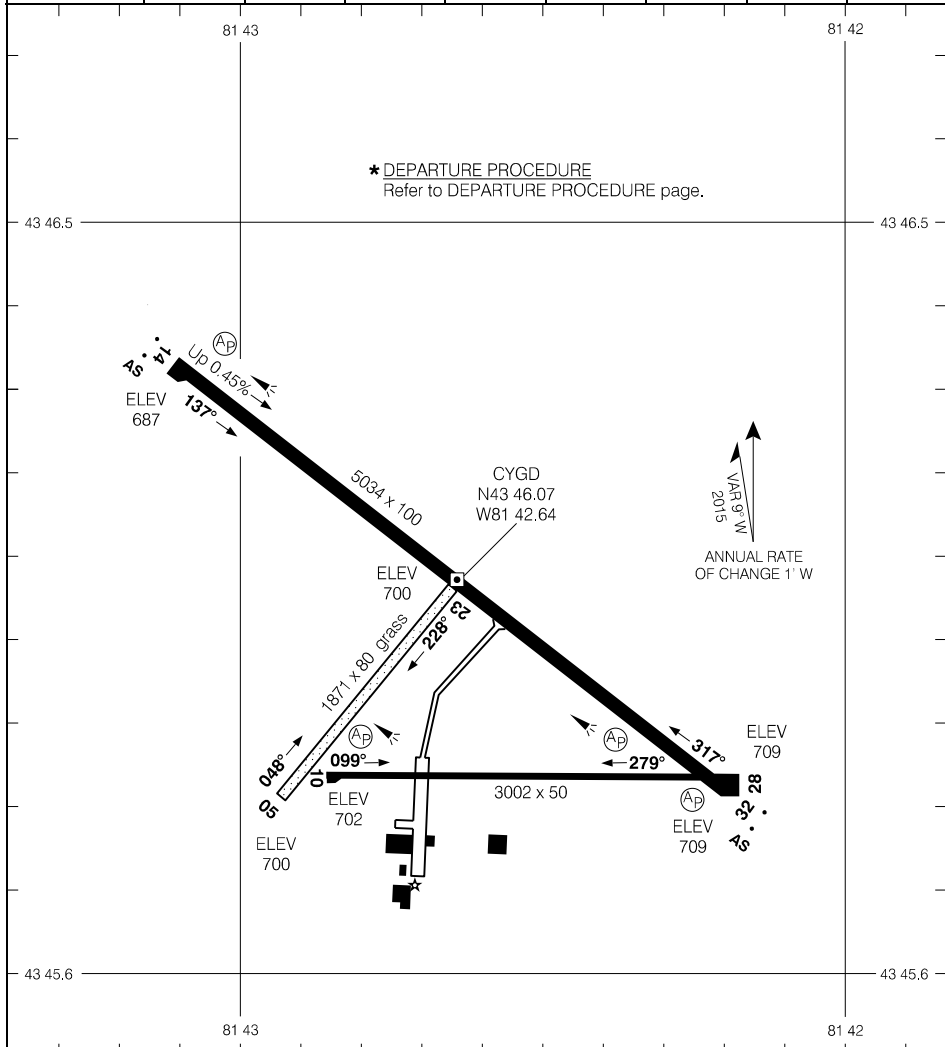 81 43
81 42
* DEPARTURE PROCEDURE
Refer to DEPARTURE PROCEDURE page.
43 46.5
43 46.5
14
AS
AP
Up 0.45%
ELEV
687
137°
5034 x 100
CYGD
N43 46.07
W81 42.64
VAR 9° W
2015
ANNUAL RATE
OF CHANGE 1' W
ELEV
700
23
228°
1871 x 80 grass
048°
05
ELEV
700
AP
10
099°
ELEV
702
AP
279°
3002 x 50
317°
ELEV
709
28
32
AS
AP
ELEV
709
43 45.6
43 45.6
81 43
81 42